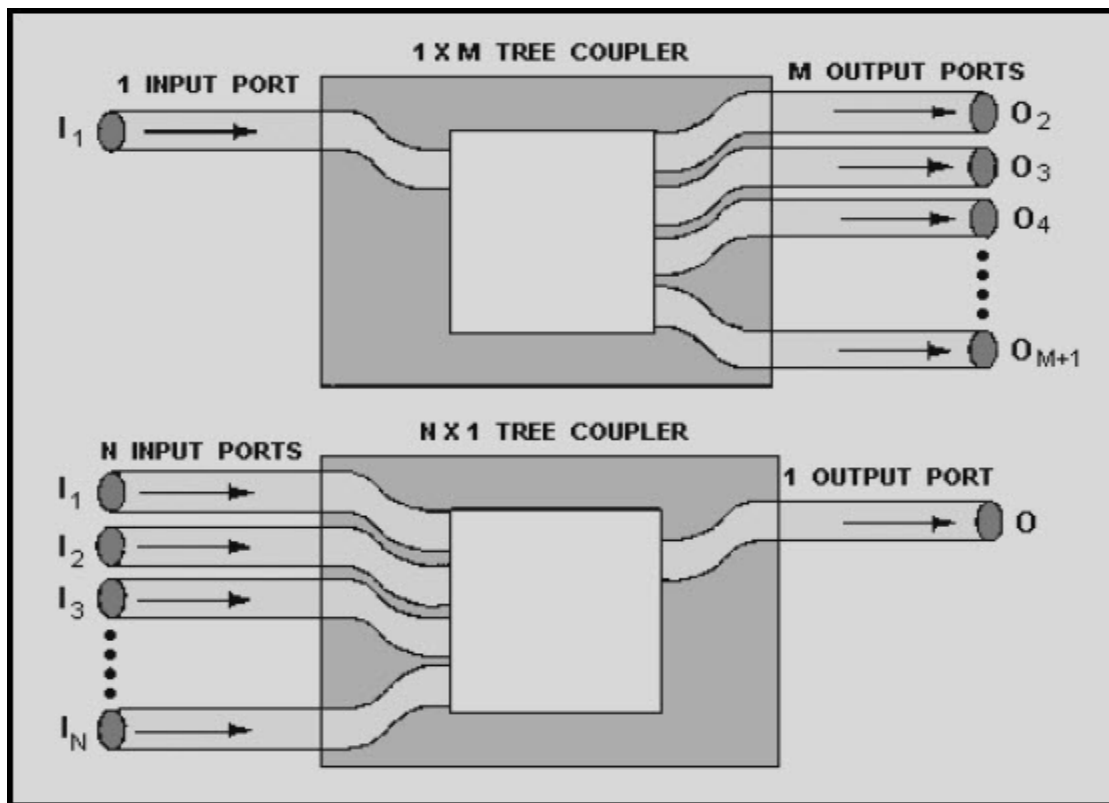 1 X M TREE COUPLER
1 INPUT PORT
M OUTPUT PORTS
I1
O2
O3
O4
OM+1
N X 1 TREE COUPLER
N INPUT PORTS
1 OUTPUT PORT
I1
O
I2
I3
IN